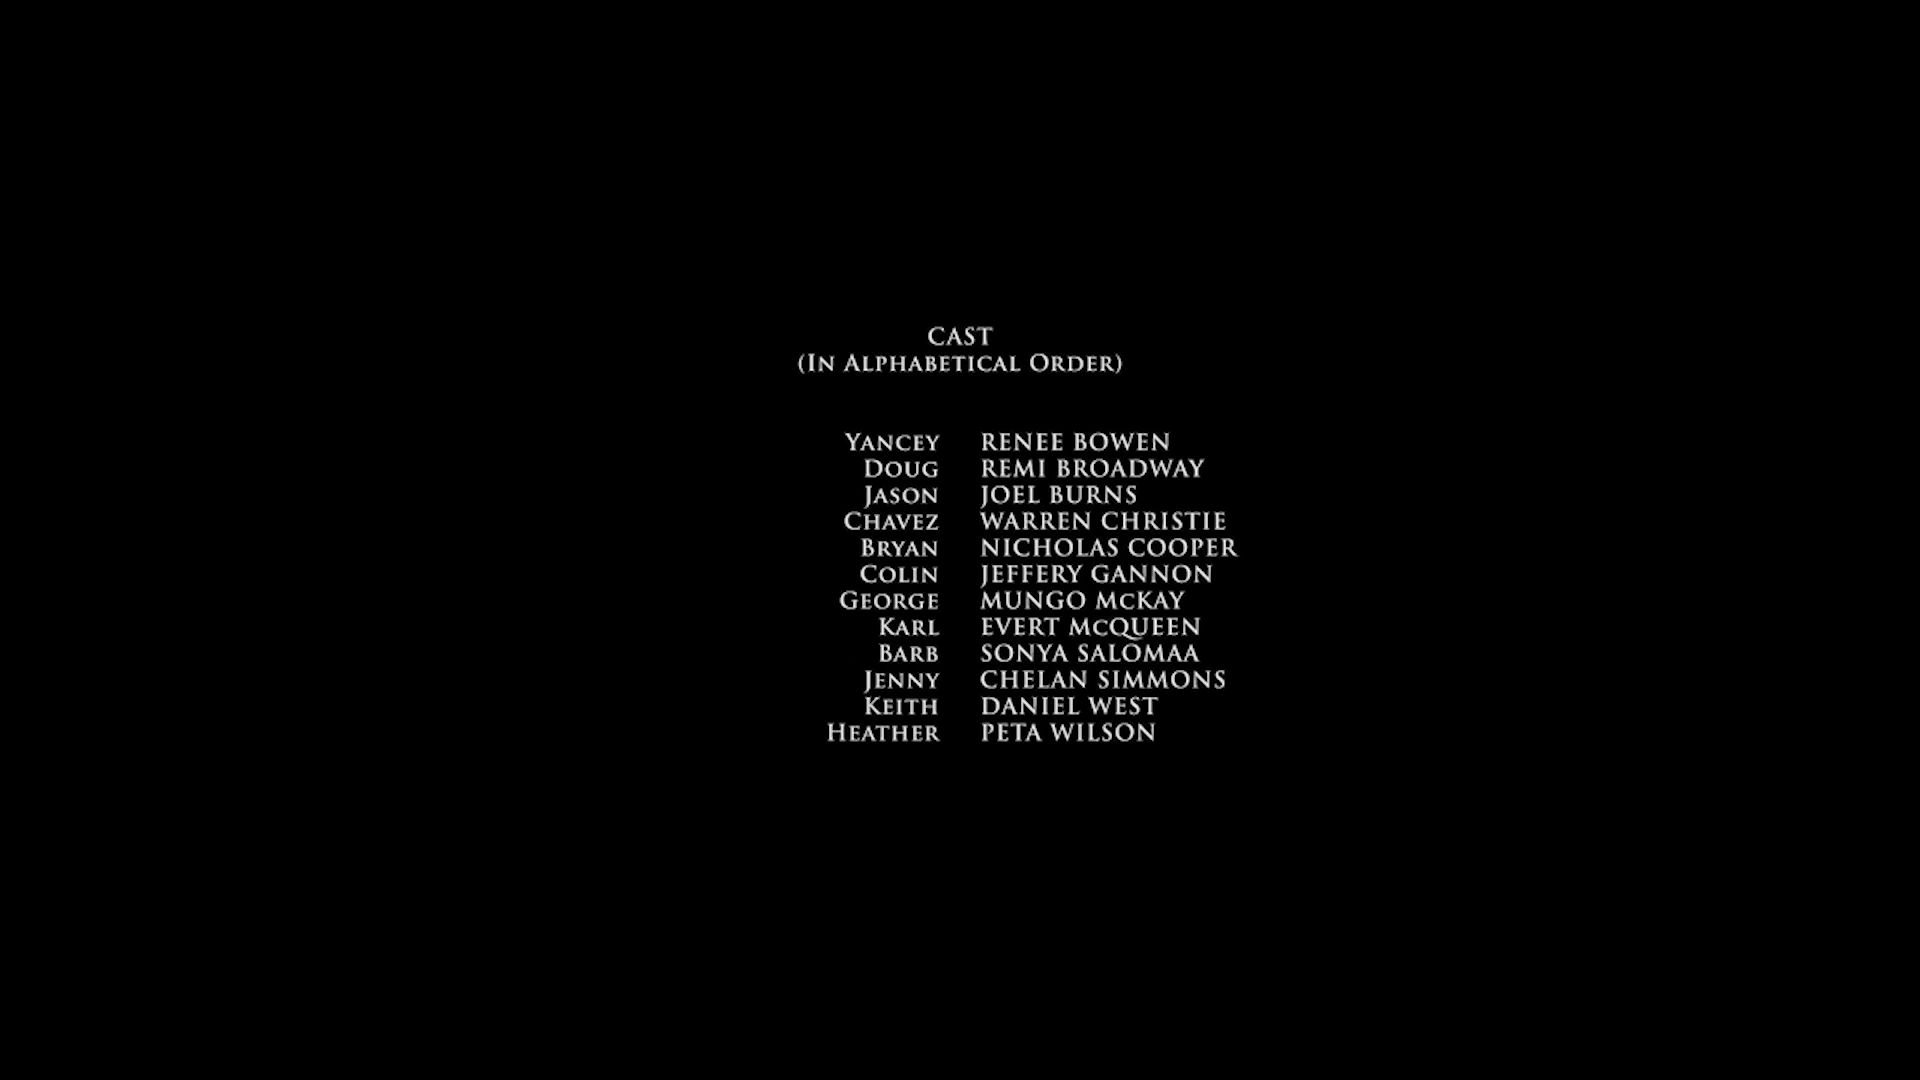 CAST
(In Alphabetical Order)
Yancey RENEE BOWEN
Doug REMI BROADWAY
Jason JOEL BURNS
Chavez WARREN CHRISTIE
Bryan NICHOLAS COOPER
Colin JEFFERY GANNON
George MUNGO McKAY
Karl EVERT McQUEEN
Barb SONYA SALOMAA
Jenny CHELAN SIMMONS
Keith DANIEL WEST
Heather PETA WILSON